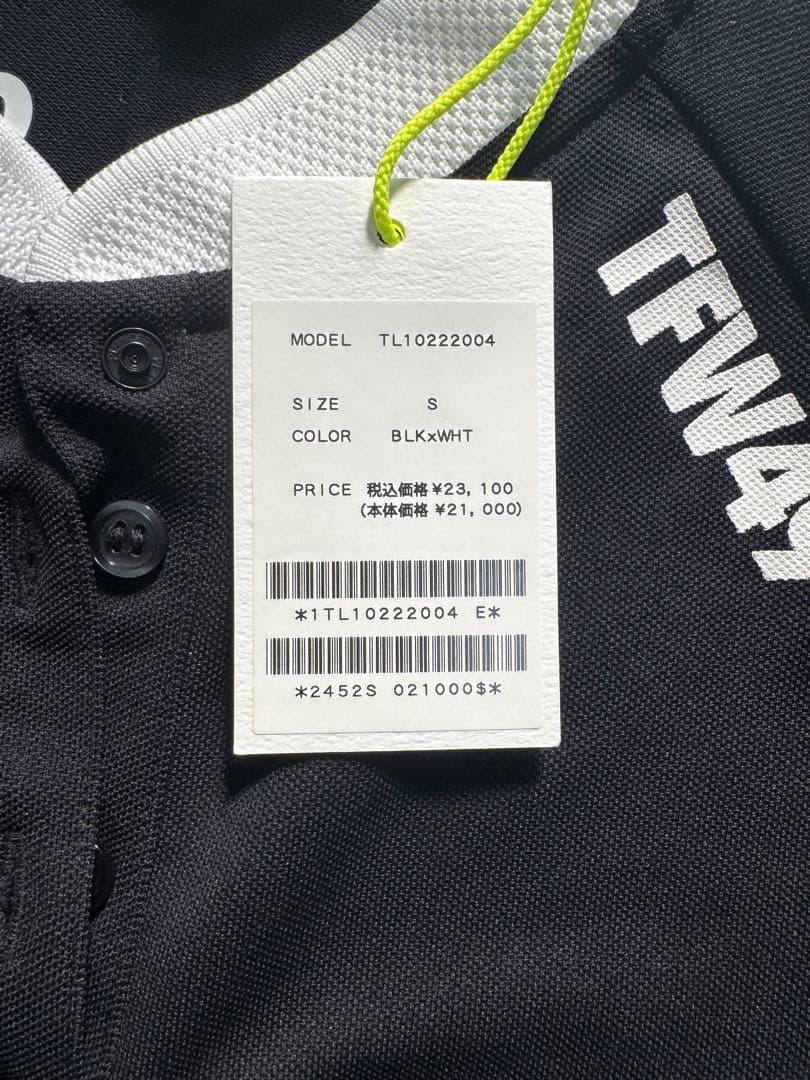 MODEL TL10222004
SIZE S
COLOR BLKxWHT
PRICE 税込価格 ¥23, 100
(本体価格 ¥21, 000)
*1TL10222004 E*
*2452S 021000$*
TFW49